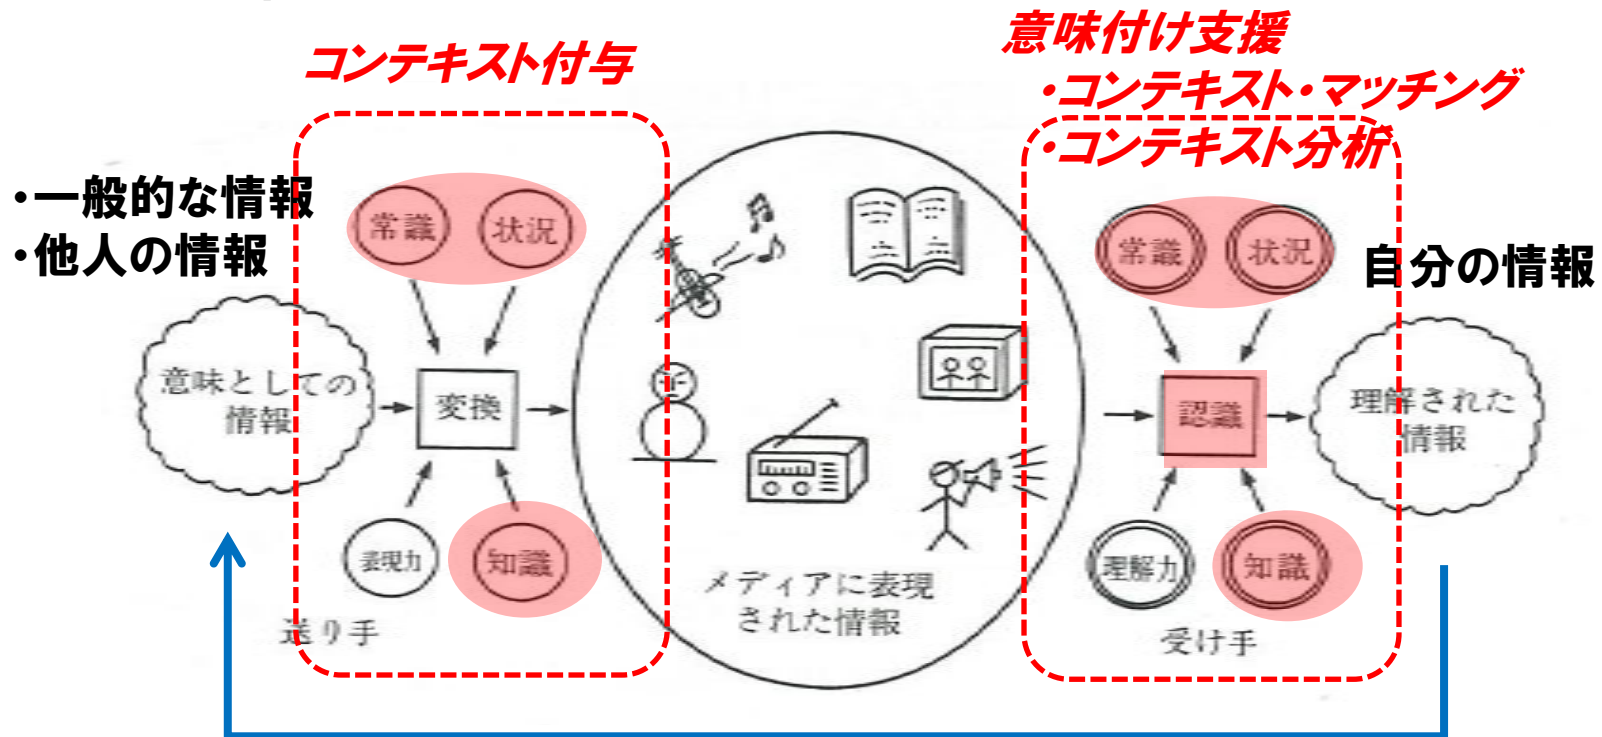 コンテキスト付与
意味付け支援
・コンテキスト・マッチング
・コンテキスト分析
・一般的な情報
・他人の情報
自分の情報
常識
状況
意味としての
情報
変換
表現力
知識
送り手
メディアに表現
された情報
常識
状況
認識
理解された
情報
理解力
知識
受け手